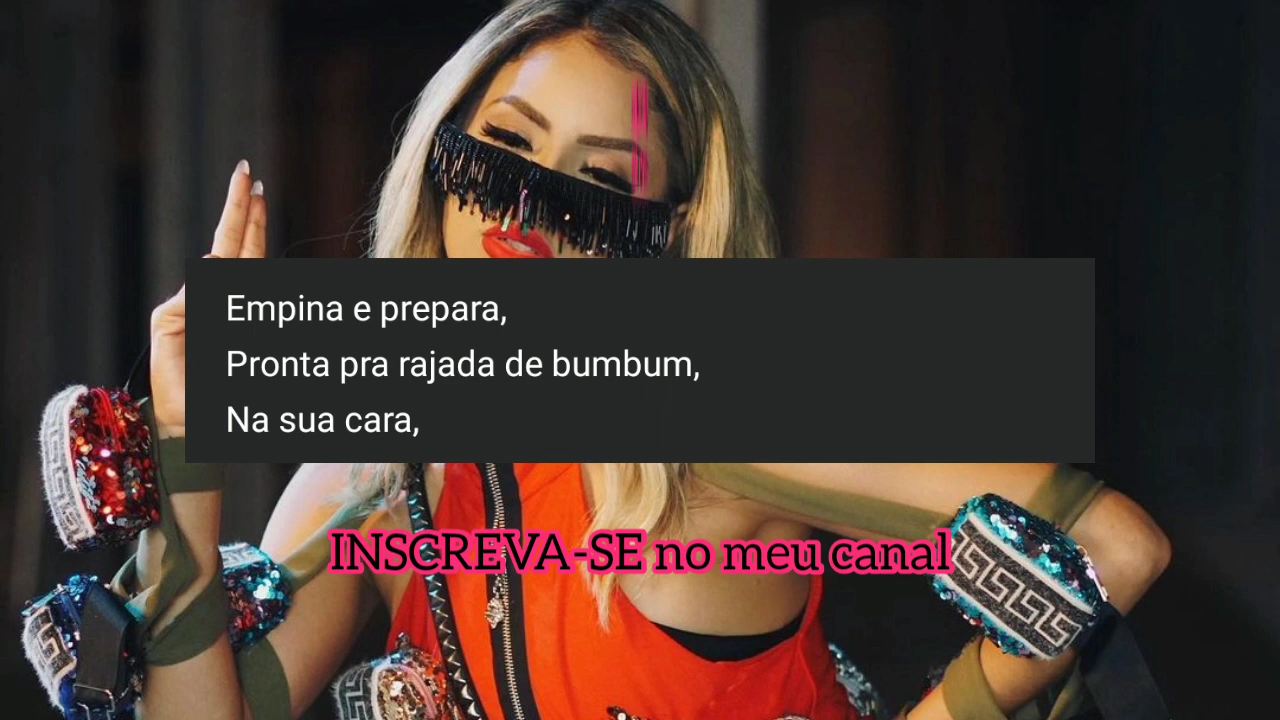 Empina e prepara,
Pronta pra rajada de bumbum,
Na sua cara,
INSCREVA-SE no meu canal